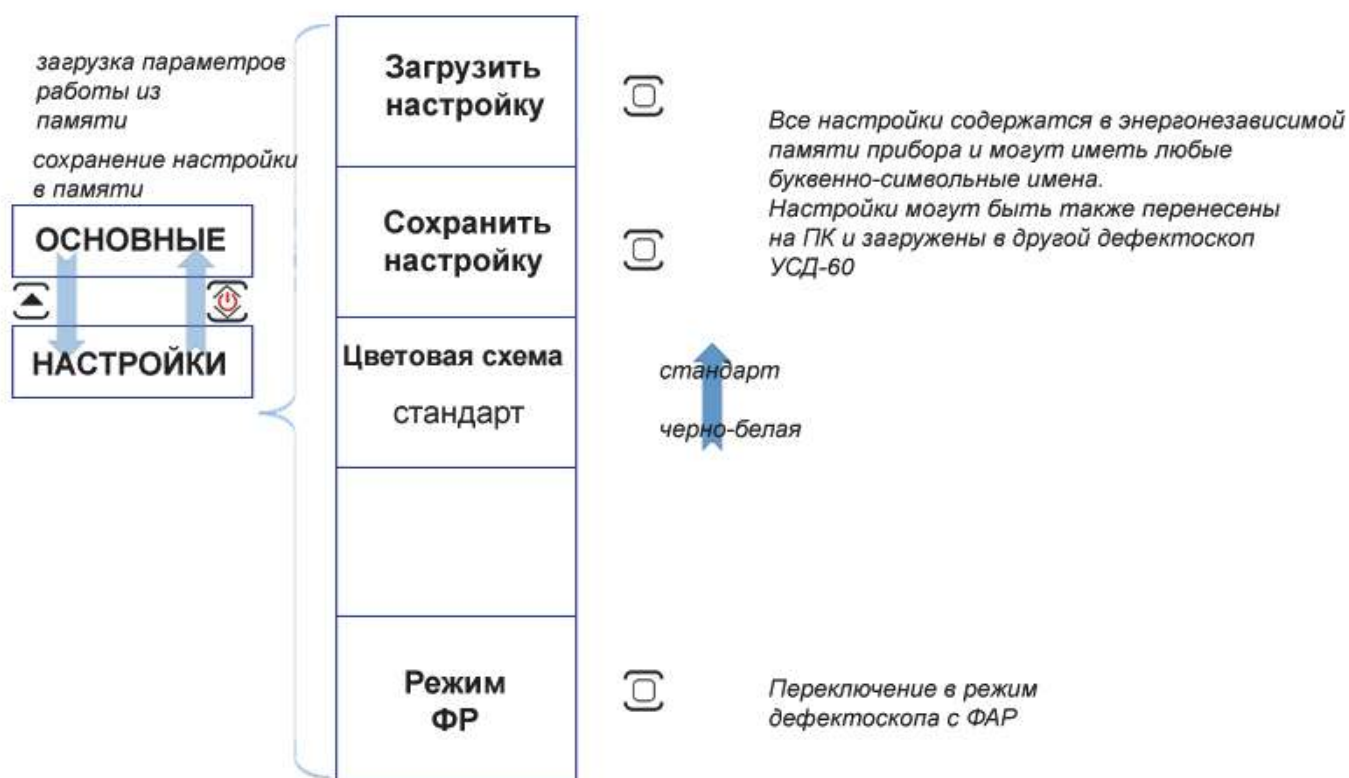 загрузка параметров
работы из
памяти
сохранение настройки
в памяти
ОСНОВНЫЕ
НАСТРОЙКИ
Загрузить
настройку
Сохранить
настройку
Цветовая схема
стандарт
Режим
ФР
Все настройки содержатся в энергонезависимой
памяти прибора и могут иметь любые
буквенно-символьные имена.
Настройки могут быть также перенесены
на ПК и загружены в другой дефектоскоп
УСД-60
стандарт
черно-белая
Переключение в режим
дефектоскопа с ФАР